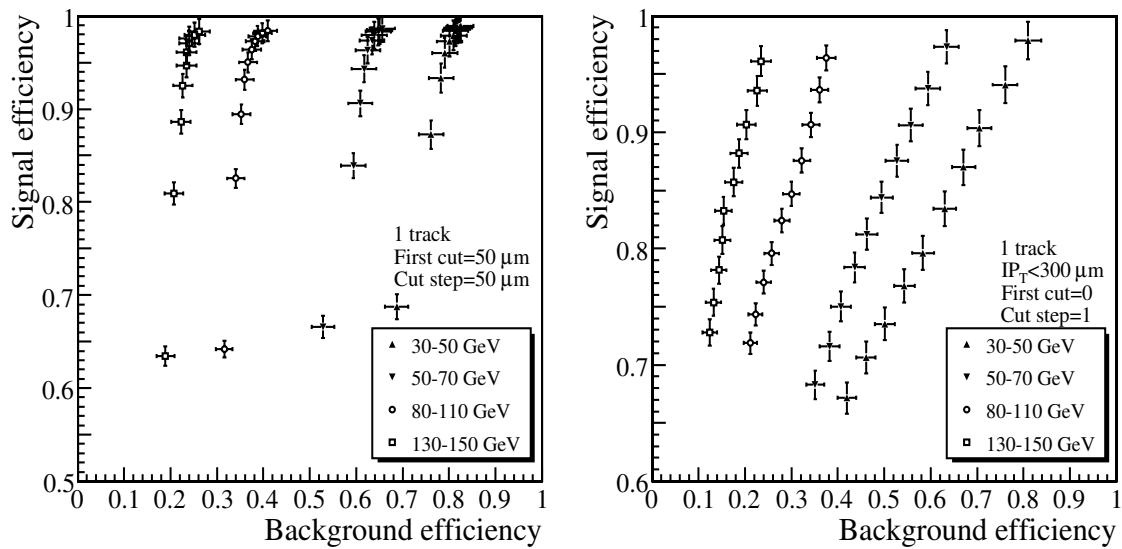 Signal efficiency
1
0.9
0.8
0.7
0.6
0.5
1 track
First cut=50 μm
Cut step=50 μm
30-50 GeV
50-70 GeV
80-110 GeV
130-150 GeV
0 0.1 0.2 0.3 0.4 0.5 0.6 0.7 0.8 0.9 1
Background efficiency
Signal efficiency
1
0.9
0.8
0.7
0.6
1 track
IP_T<300 μm
First cut=0
Cut step=1
30-50 GeV
50-70 GeV
80-110 GeV
130-150 GeV
0 0.1 0.2 0.3 0.4 0.5 0.6 0.7 0.8 0.9 1
Background efficiency